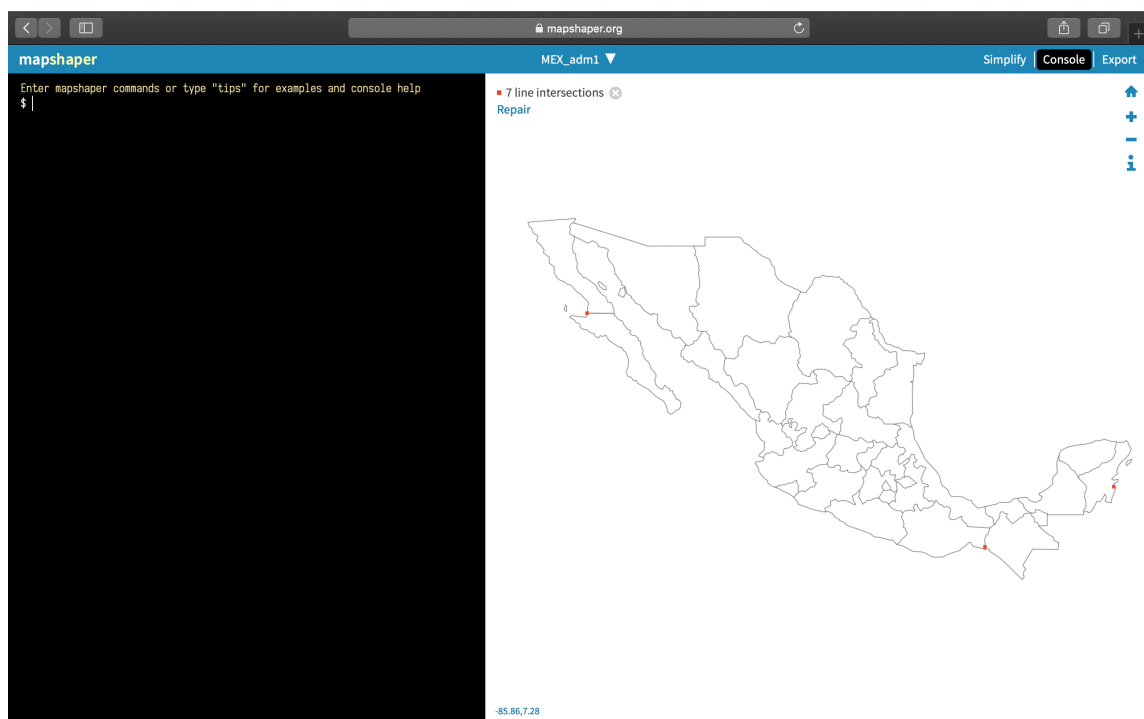 mapshaper.org
mapshaper
MEX_adm1 ▼
Simplify
Console
Export
Enter mapshaper commands or type "tips" for examples and console help
$
7 line intersections
Repair
-85.86,7.28